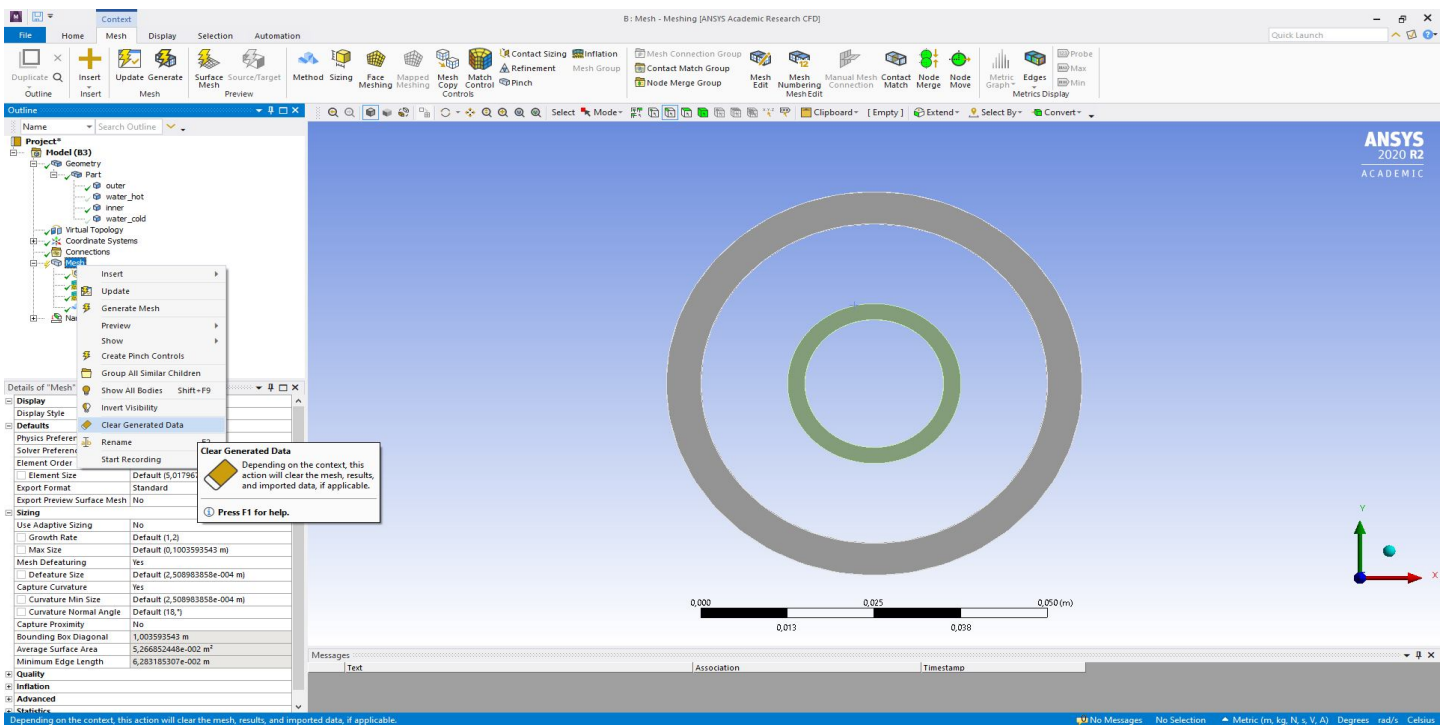 Context
B : Mesh - Meshing [ANSYS Academic Research CFD]
File Home Mesh Display Selection Automation
Quick Launch
Duplicate Insert Update Generate Surface Mesh Source/Target Method Sizing Face Meshing Mapped Meshing Mesh Copy Match Control
Contact Sizing Inflation
Refinement Mesh Group
Pinch
Mesh Connection Group
Contact Match Group
Node Merge Group
Mesh Edit Mesh Numbering Manual Mesh Connection Contact Match Node Merge Node Move Metric Graph Edges
Probe
Max
Min
Outline Insert Mesh Preview Controls Mesh Edit Metrics Display
Outline
Name Search Outline
Select Mode Clipboard [ Empty ] Extend Select By Convert
Project*
Model (B3)
Geometry
Part
outer
water_hot
inner
water_cold
Virtual Topology
Coordinate Systems
Connections
Mesh
Na
Insert
Update
Generate Mesh
Preview
Show
Create Pinch Controls
Group All Similar Children
Show All Bodies Shift+F9
Invert Visibility
Clear Generated Data
Rename F2
Start Recording
Clear Generated Data
Depending on the context, this
action will clear the mesh, results,
and imported data, if applicable.
Press F1 for help.
Details of "Mesh"
Display
Display Style
Defaults
Physics Preferen
Solver Preferenc
Element Order
Element Size Default (5,01796
Export Format Standard
Export Preview Surface Mesh No
Sizing
Use Adaptive Sizing No
Growth Rate Default (1,2)
Max Size Default (0,1003593543 m)
Mesh Defeaturing Yes
Defeature Size Default (2,508983858e-004 m)
Capture Curvature Yes
Curvature Min Size Default (2,508983858e-004 m)
Curvature Normal Angle Default (18,°)
Capture Proximity No
Bounding Box Diagonal 1,003593543 m
Average Surface Area 5,266852448e-002 m²
Minimum Edge Length 6,283185307e-002 m
Quality
Inflation
Advanced
Statistics
ANSYS
2020 R2
ACADEMIC
Y
X
0,000 0,025 0,050 (m)
0,013 0,038
Messages
Text Association Timestamp
Depending on the context, this action will clear the mesh, results, and imported data, if applicable.
No Messages No Selection Metric (m, kg, N, s, V, A) Degrees rad/s Celsius